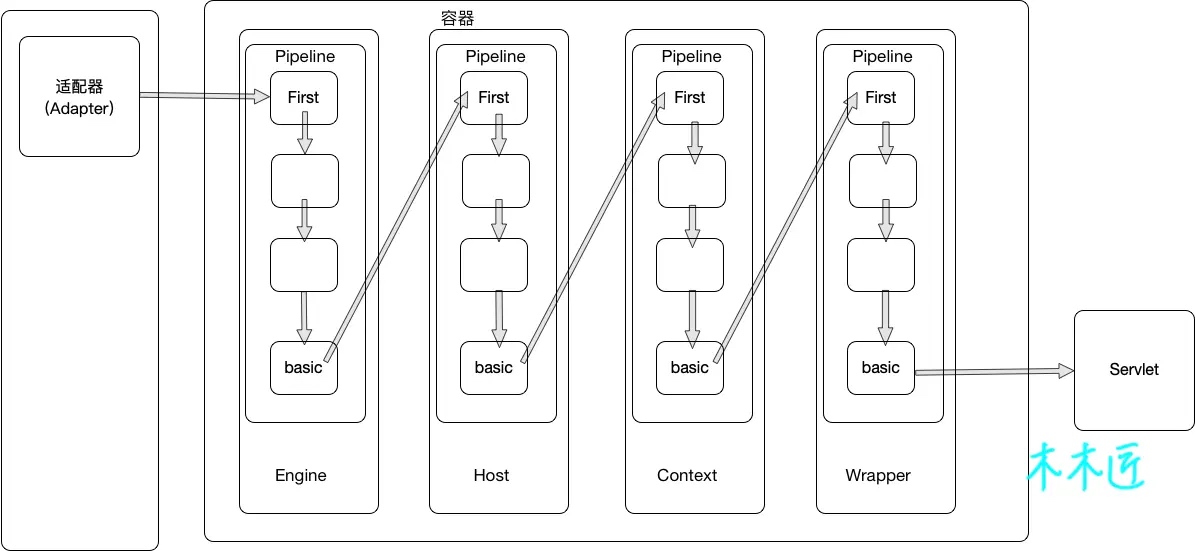 容器
适配器
（Adapter）
Pipeline
First
basic
Engine
Pipeline
First
basic
Host
Pipeline
First
basic
Context
Pipeline
First
basic
Wrapper
Servlet
木木匠